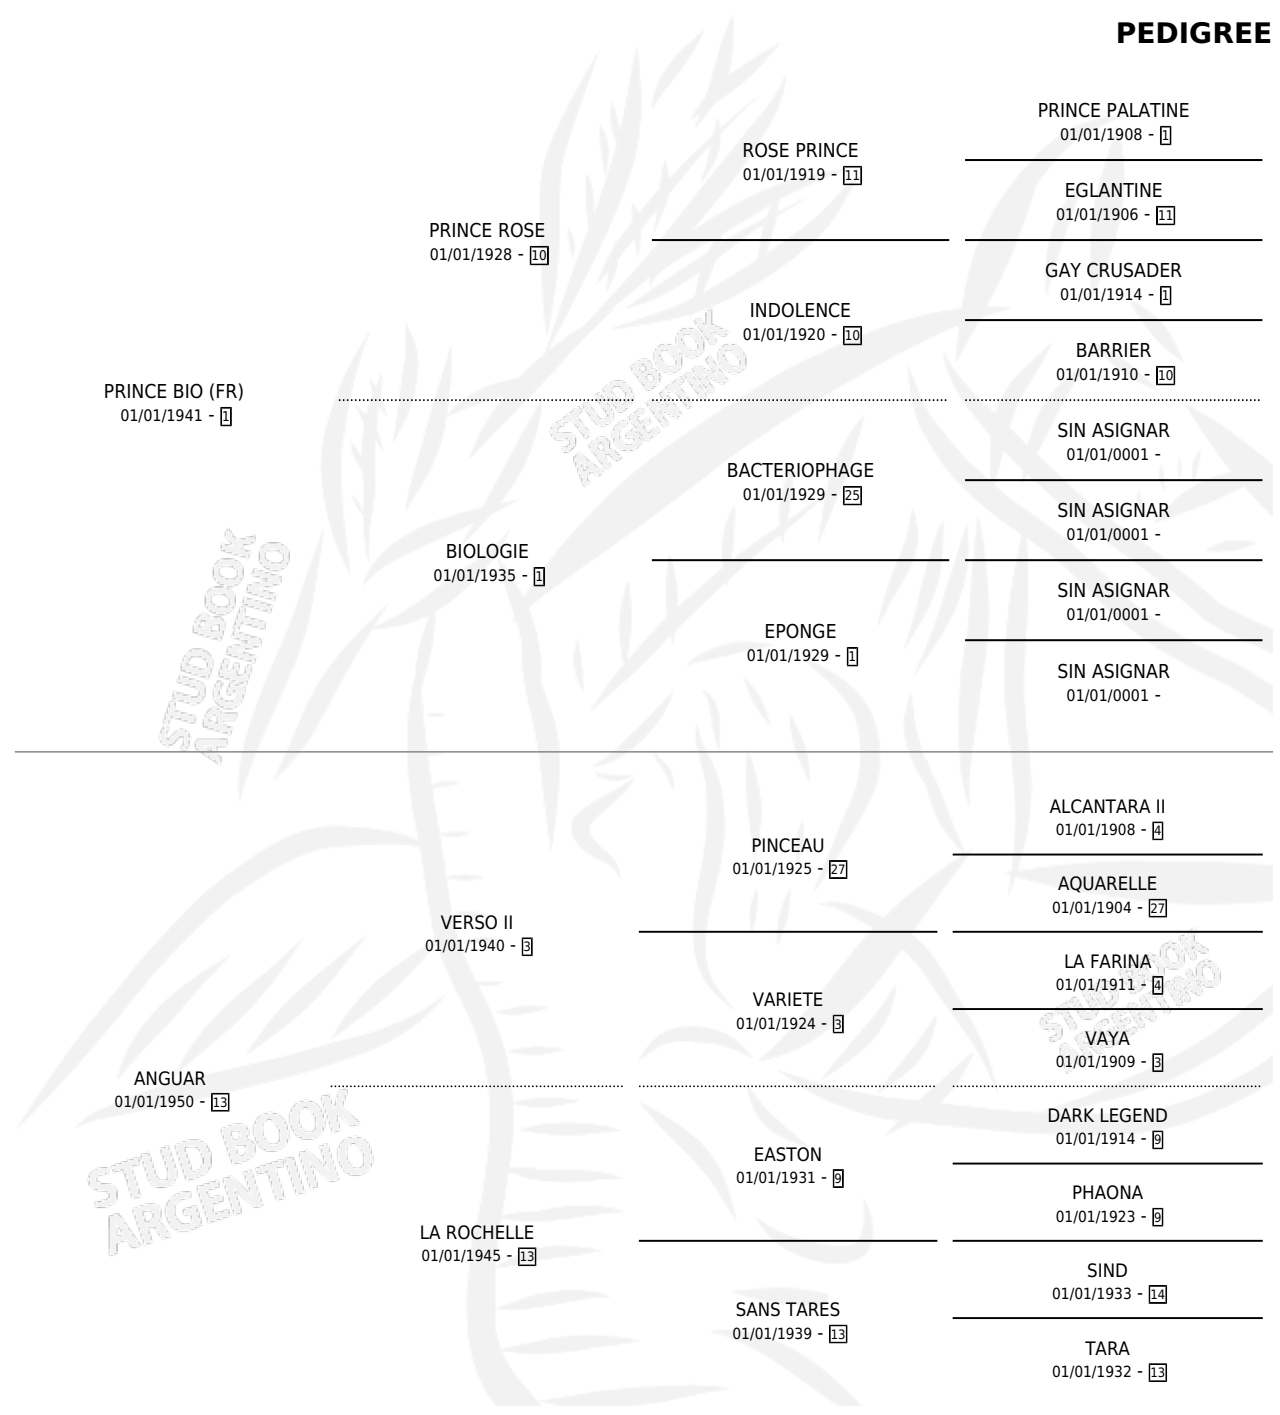 PEDIGREE
PRINCE PALATINE
01/01/1908 - 1
ROSE PRINCE
01/01/1919 - 11
EGLANTINE
01/01/1906 - 11
PRINCE ROSE
01/01/1928 - 10
GAY CRUSADER
01/01/1914 - 1
INDOLENCE
01/01/1920 - 10
BARRIER
01/01/1910 - 10
PRINCE BIO (FR)
01/01/1941 - 1
STUD BOOK
ARGENTINO
SIN ASIGNAR
01/01/0001 -
BACTERIOPHAGE
01/01/1929 - 25
SIN ASIGNAR
01/01/0001 -
BIOLOGIE
01/01/1935 - 1
SIN ASIGNAR
01/01/0001 -
EPONGE
01/01/1929 - 1
SIN ASIGNAR
01/01/0001 -
STUD BOOK
ARGENTINO
ALCANTARA II
01/01/1908 - 4
PINCEAU
01/01/1925 - 27
AQUARELLE
01/01/1904 - 27
VERSO II
01/01/1940 - 3
LA FARINA
01/01/1911 - 4
VARIETE
01/01/1924 - 3
STUD BOOK
ARGENTINO
VAYA
01/01/1909 - 3
ANGUAR
01/01/1950 - 13
DARK LEGEND
01/01/1914 - 9
EASTON
01/01/1931 - 9
STUD BOOK
ARGENTINO
PHAONA
01/01/1923 - 9
LA ROCHELLE
01/01/1945 - 13
SIND
01/01/1933 - 14
SANS TARES
01/01/1939 - 13
TARA
01/01/1932 - 13